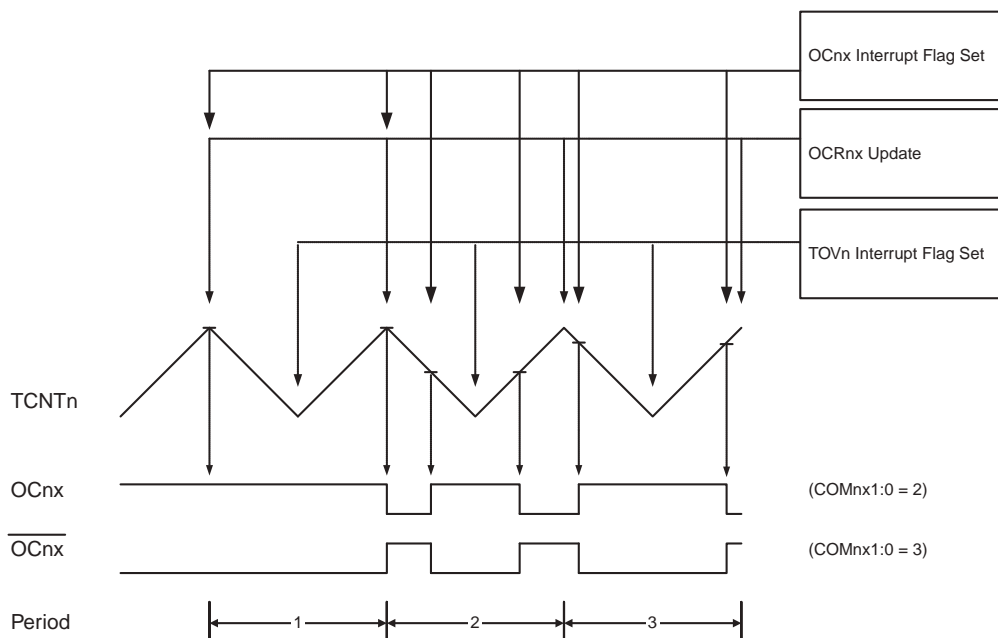 OCnx Interrupt Flag Set
OCRnx Update
TOVn Interrupt Flag Set
TCNTn
OCnx
(COMnx1:0 = 2)
OCnx
(COMnx1:0 = 3)
Period
1
2
3